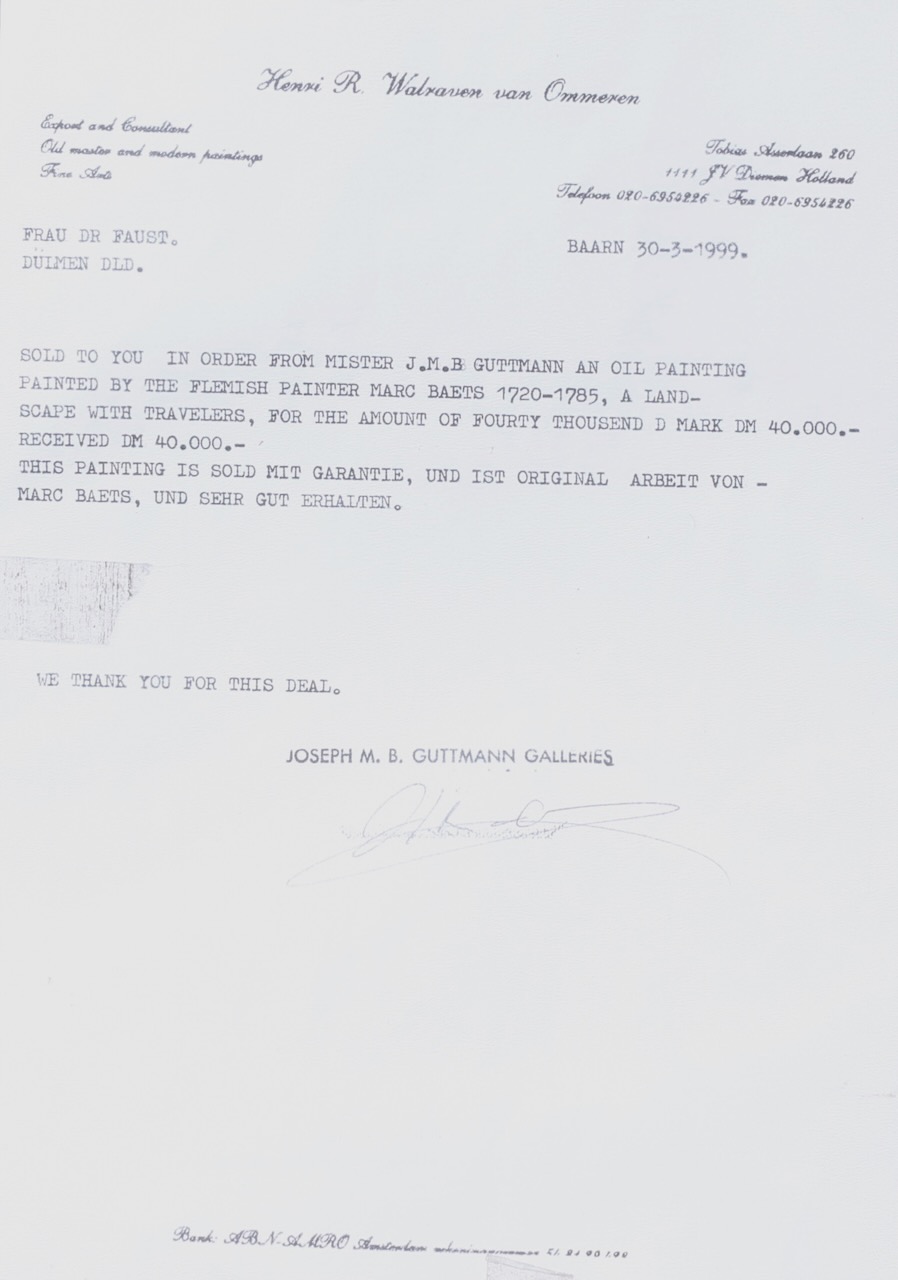 Henri R. Walraven van Ommeren
Expert and Consultant
Old master and modern paintings
Fine Arts
Tobias Asserlaan 260
1111 JV Diemen Holland
Telefoon 020-6954226 - Fax 020-6954226
FRAU DR FAUST.
DÜLMEN DLD.
BAARN 30-3-1999.
SOLD TO YOU IN ORDER FROM MISTER J.M.B GUTTMANN AN OIL PAINTING
PAINTED BY THE FLEMISH PAINTER MARC BAETS 1720-1785, A LAND-
SCAPE WITH TRAVELERS, FOR THE AMOUNT OF FOURTY THOUSEND D MARK DM 40.000.-
RECEIVED DM 40.000.-
THIS PAINTING IS SOLD MIT GARANTIE, UND IST ORIGINAL ARBEIT VON -
MARC BAETS, UND SEHR GUT ERHALTEN.
WE THANK YOU FOR THIS DEAL.
JOSEPH M. B. GUTTMANN GALLERIES
Bank: ABN-AMRO Amsterdam